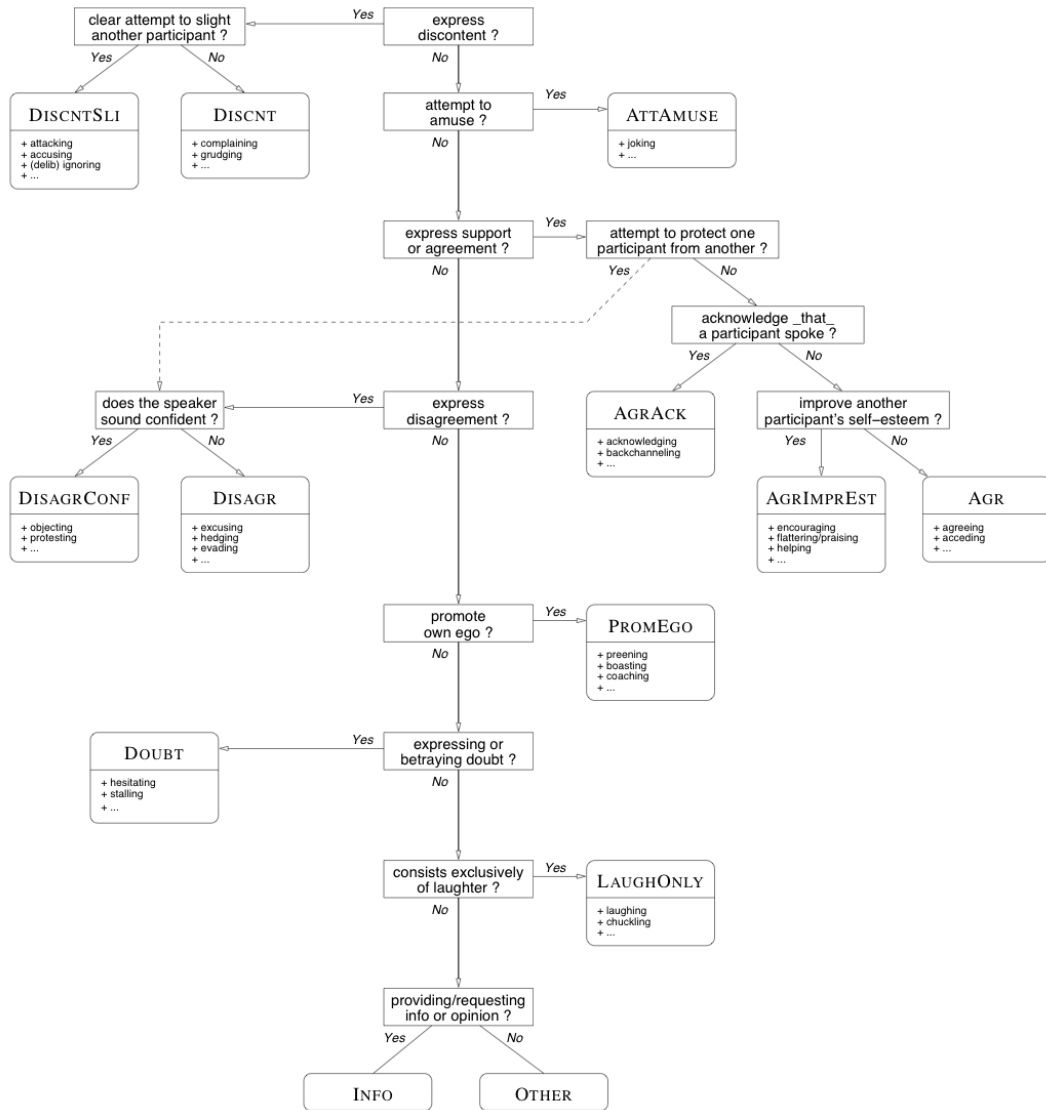 clear attempt to slight
another participant ?
Yes
express
discontent ?
Yes
No
No
DISCNTSLI
+ attacking
+ accusing
+ (delib) ignoring
+ ...
DISCNT
+ complaining
+ grudging
+ ...
attempt to
amuse ?
Yes
No
ATTAMUSE
+ joking
+ ...
express support
or agreement ?
Yes
No
attempt to protect one
participant from another ?
Yes
No
acknowledge _that_
a participant spoke ?
Yes
No
does the speaker
sound confident ?
Yes
express
disagreement ?
Yes
No
No
AGRACK
+ acknowledging
+ backchanneling
+ ...
improve another
participant's self−esteem ?
Yes
No
DISAGRCONF
+ objecting
+ protesting
+ ...
DISAGR
+ excusing
+ hedging
+ evading
+ ...
AGRIMPREST
+ encouraging
+ flattering/praising
+ helping
+ ...
AGR
+ agreeing
+ acceding
+ ...
promote
own ego ?
Yes
No
PROMEGO
+ preening
+ boasting
+ coaching
+ ...
DOUBT
+ hesitating
+ stalling
+ ...
Yes
expressing or
betraying doubt ?
No
consists exclusively
of laughter ?
Yes
No
LAUGHONLY
+ laughing
+ chuckling
+ ...
providing/requesting
info or opinion ?
Yes
No
INFO
OTHER